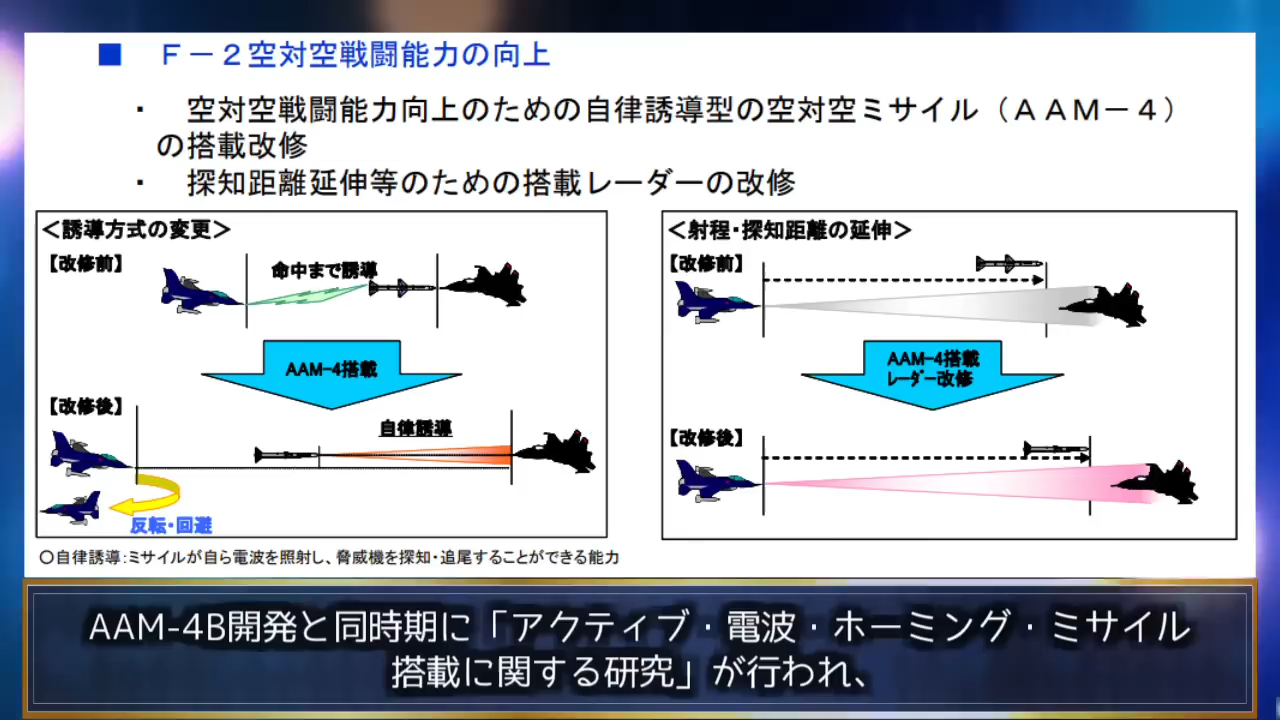 ■ F－2空対空戦闘能力の向上
・ 空対空戦闘能力向上のための自律誘導型の空対空ミサイル（ＡＡＭ－４）
の搭載改修
・ 探知距離延伸等のための搭載レーダーの改修
＜誘導方式の変更＞
【改修前】
命中まで誘導
AAM-4搭載
【改修後】
自律誘導
反転・回避
＜射程・探知距離の延伸＞
【改修前】
AAM-4搭載
ﾚｰﾀﾞｰ改修
【改修後】
○自律誘導：ミサイルが自ら電波を照射し、脅威機を探知・追尾することができる能力
AAM-4B開発と同時期に「アクティブ・電波・ホーミング・ミサイル
搭載に関する研究」が行われ、